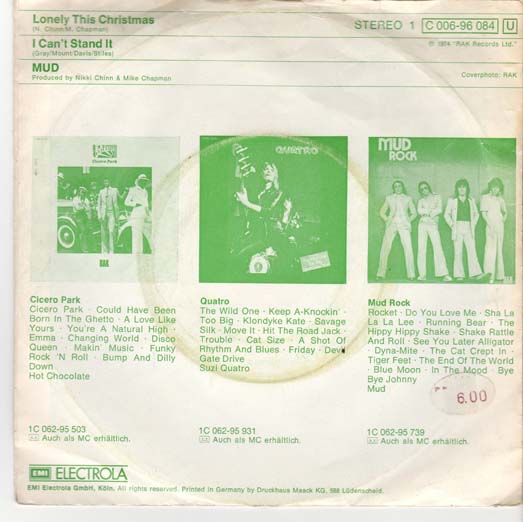 Lonely This Christmas
(N. Chinn/M. Chapman)
STEREO 1 C 006-96 084 U
I Can't Stand It
(Gray/Mount/Davis/Stiles)
℗ 1974 "RAK Records Ltd."
MUD
Produced by Nikki Chinn & Mike Chapman
Coverphoto: RAK
Cicero Park
RAK
QUATRO
MUD
ROCK
Cicero Park
Cicero Park · Could Have Been
Born In The Ghetto · A Love Like
Yours · You're A Natural High ·
Emma · Changing World · Disco
Queen · Makin' Music · Funky
Rock 'N Roll · Bump And Dilly
Down
Hot Chocolate
1C 062-95 503
Auch als MC erhältlich.
Quatro
The Wild One · Keep A-Knockin' ·
Too Big · Klondyke Kate · Savage
Silk · Move It · Hit The Road Jack ·
Trouble · Cat Size · A Shot Of
Rhythm And Blues · Friday · Devil
Gate Drive
Suzi Quatro
1C 062-95 931
Auch als MC erhältlich.
Mud Rock
Rocket · Do You Love Me · Sha La
La La Lee · Running Bear · The
Hippy Hippy Shake · Shake Rattle
And Roll · See You Later Alligator
· Dyna-Mite · The Cat Crept In ·
Tiger Feet · The End Of The World
· Blue Moon · In The Mood · Bye
Bye Johnny
Mud
6.00
1C 062-95 739
Auch als MC erhältlich.
EMI ELECTROLA
EMI Electrola GmbH, Köln. All rights reserved. Printed in Germany by Druckhaus Maack KG, 588 Lüdenscheid.